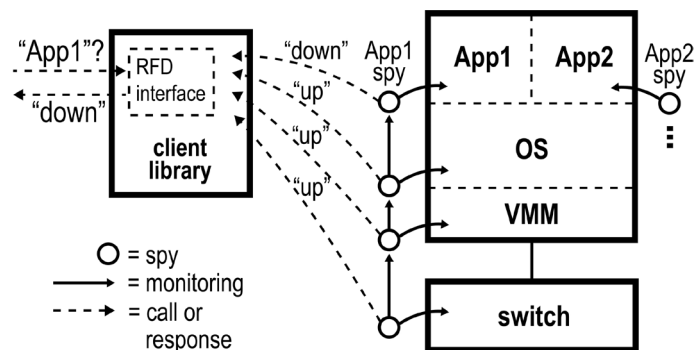 “App1”?
“down”
RFD
interface
client
library
“down”
“up”
“up”
“up”
App1
spy
App1
App2
App2
spy
OS
VMM
switch
= spy
= monitoring
= call or
response